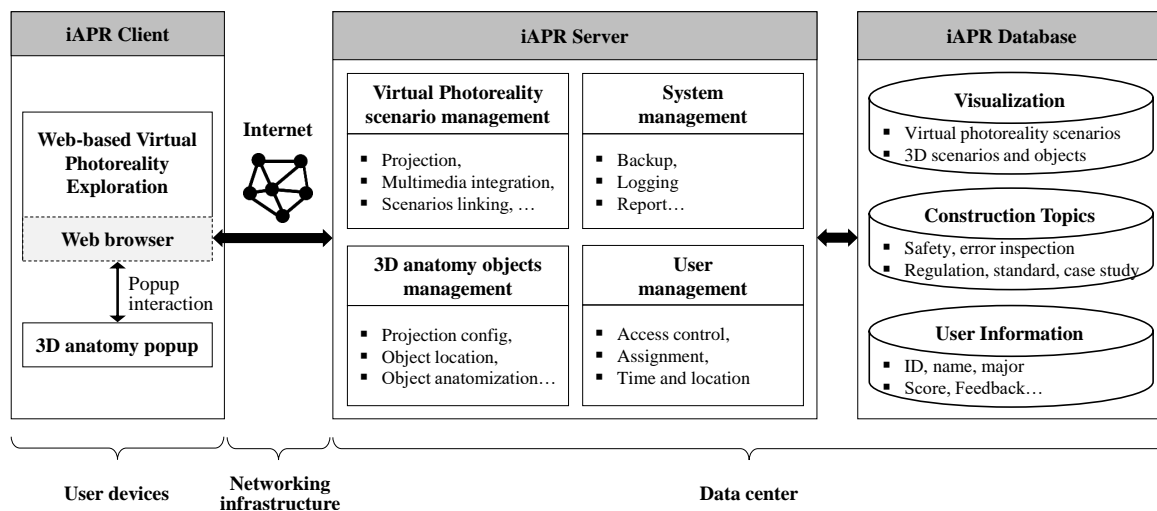 iAPR Client
iAPR Server
iAPR Database
Web-based Virtual
Photoreality
Exploration
Web browser
Popup
interaction
3D anatomy popup
Internet
Virtual Photoreality
scenario management
▪ Projection,
▪ Multimedia integration,
▪ Scenarios linking, …
System
management
▪ Backup,
▪ Logging
▪ Report…
3D anatomy objects
management
▪ Projection config,
▪ Object location,
▪ Object anatomization…
User
management
▪ Access control,
▪ Assignment,
▪ Time and location
Visualization
▪ Virtual photoreality scenarios
▪ 3D scenarios and objects
Construction Topics
▪ Safety, error inspection
▪ Regulation, standard, case study
User Information
▪ ID, name, major
▪ Score, Feedback…
User devices
Networking
infrastructure
Data center